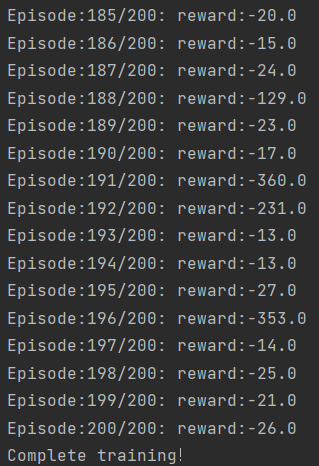 Episode:185/200: reward:-20.0
Episode:186/200: reward:-15.0
Episode:187/200: reward:-24.0
Episode:188/200: reward:-129.0
Episode:189/200: reward:-23.0
Episode:190/200: reward:-17.0
Episode:191/200: reward:-360.0
Episode:192/200: reward:-231.0
Episode:193/200: reward:-13.0
Episode:194/200: reward:-13.0
Episode:195/200: reward:-27.0
Episode:196/200: reward:-353.0
Episode:197/200: reward:-14.0
Episode:198/200: reward:-25.0
Episode:199/200: reward:-21.0
Episode:200/200: reward:-26.0
Complete training!